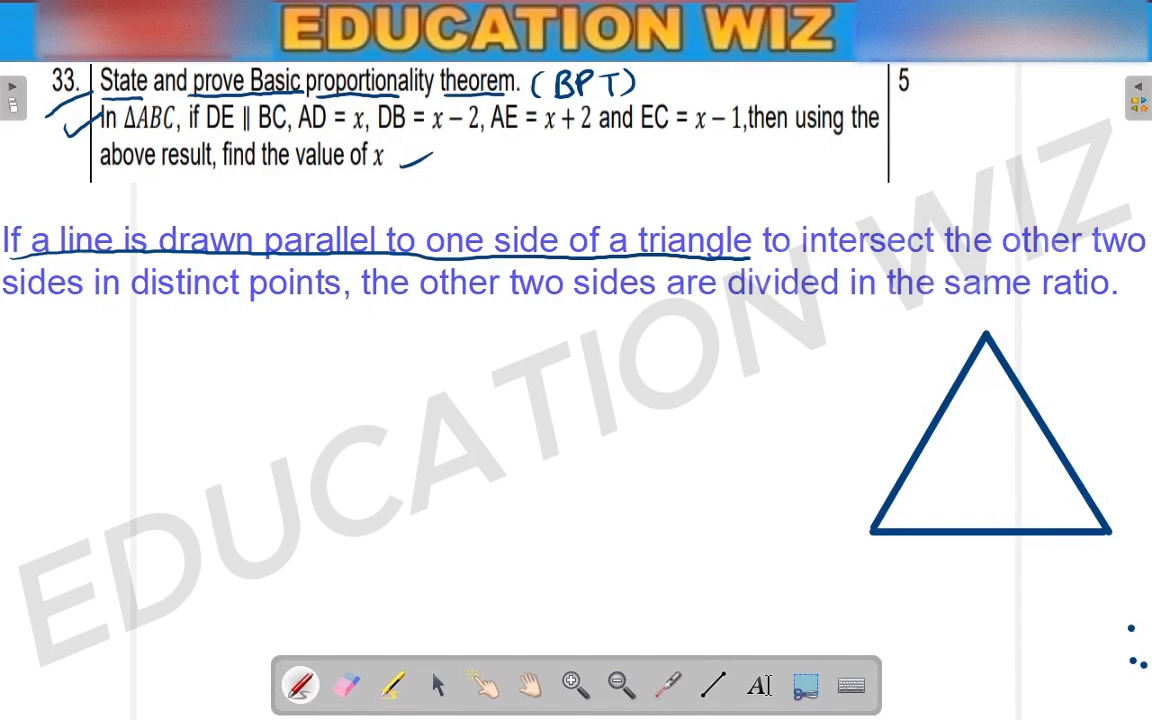 EDUCATION WIZ
33. State and prove Basic proportionality theorem. (BPT) 5
In ΔABC, if DE ∥ BC, AD = x, DB = x − 2, AE = x + 2 and EC = x − 1,then using the
above result, find the value of x
If a line is drawn parallel to one side of a triangle to intersect the other two
sides in distinct points, the other two sides are divided in the same ratio.
EDUCATION WIZ
A